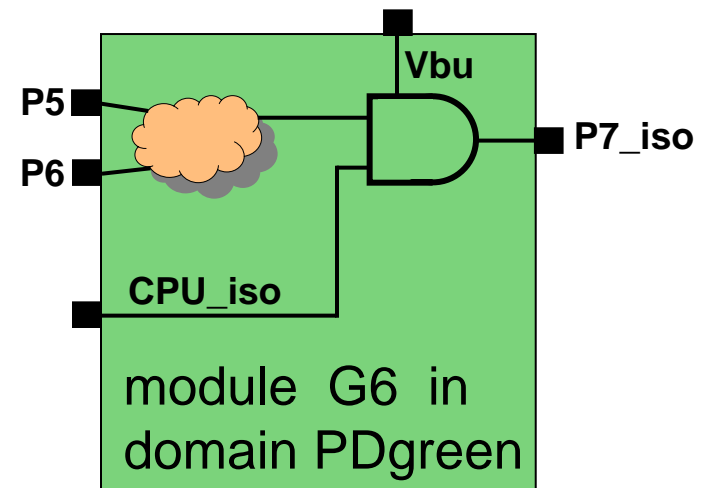 Vbu
P5
P7_iso
P6
CPU_iso
module G6 in
domain PDgreen